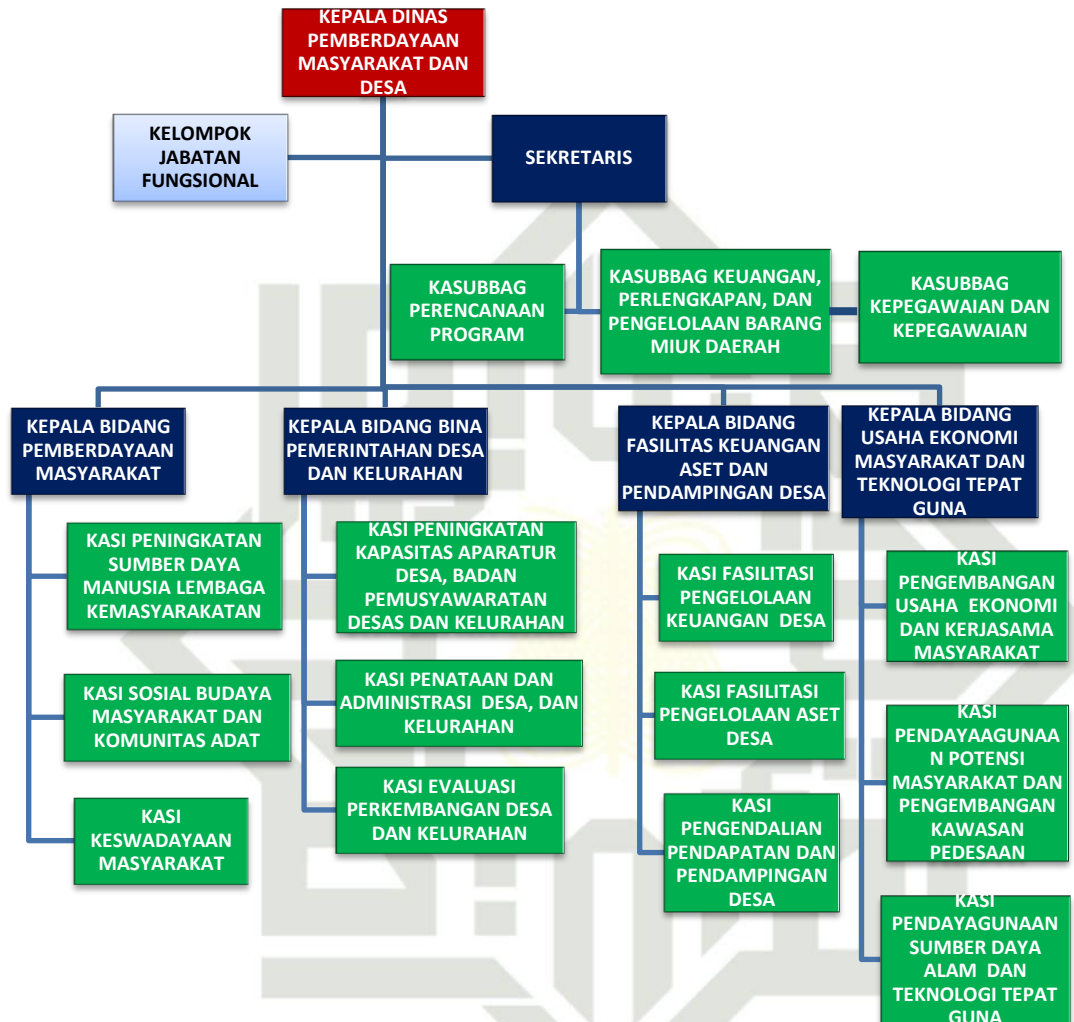 KEPALA DINAS
PEMBERDAYAAN
MASYARAKAT DAN
DESA
KELOMPOK
JABATAN
FUNGSIONAL
SEKRETARIS
KASUBBAG
PERENCANAAN
PROGRAM
KASUBBAG KEUANGAN,
PERLENGKAPAN, DAN
PENGELOLAAN BARANG
MIUK DAERAH
KASUBBAG
KEPEGAWAIAN DAN
KEPEGAWAIAN
KEPALA BIDANG
PEMBERDAYAAN
MASYARAKAT
KASI PENINGKATAN
SUMBER DAYA
MANUSIA LEMBAGA
KEMASYARAKATAN
KASI SOSIAL BUDAYA
MASYARAKAT DAN
KOMUNITAS ADAT
KASI
KESWADAYAAN
MASYARAKAT
KEPALA BIDANG BINA
PEMERINTAHAN DESA
DAN KELURAHAN
KASI PENINGKATAN
KAPASITAS APARATUR
DESA, BADAN
PEMUSYAWARATAN
DESAS DAN KELURAHAN
KASI PENATAAN DAN
ADMINISTRASI DESA, DAN
KELURAHAN
KASI EVALUASI
PERKEMBANGAN DESA
DAN KELURAHAN
KEPALA BIDANG
FASILITAS KEUANGAN
ASET DAN
PENDAMPINGAN DESA
KASI FASILITASI
PENGELOLAAN
KEUANGAN DESA
KASI FASILITASI
PENGELOLAAN ASET
DESA
KASI
PENGENDALIAN
PENDAPATAN DAN
PENDAMPINGAN
DESA
KEPALA BIDANG
USAHA EKONOMI
MASYARAKAT DAN
TEKNOLOGI TEPAT
GUNA
KASI
PENGEMBANGAN
USAHA EKONOMI
DAN KERJASAMA
MASYARAKAT
KASI
PENDAYAAGUNAA
N POTENSI
MASYARAKAT DAN
PENGEMBANGAN
KAWASAN
PEDESAAN
KASI
PENDAYAGUNAAN
SUMBER DAYA
ALAM DAN
TEKNOLOGI TEPAT
GUNA